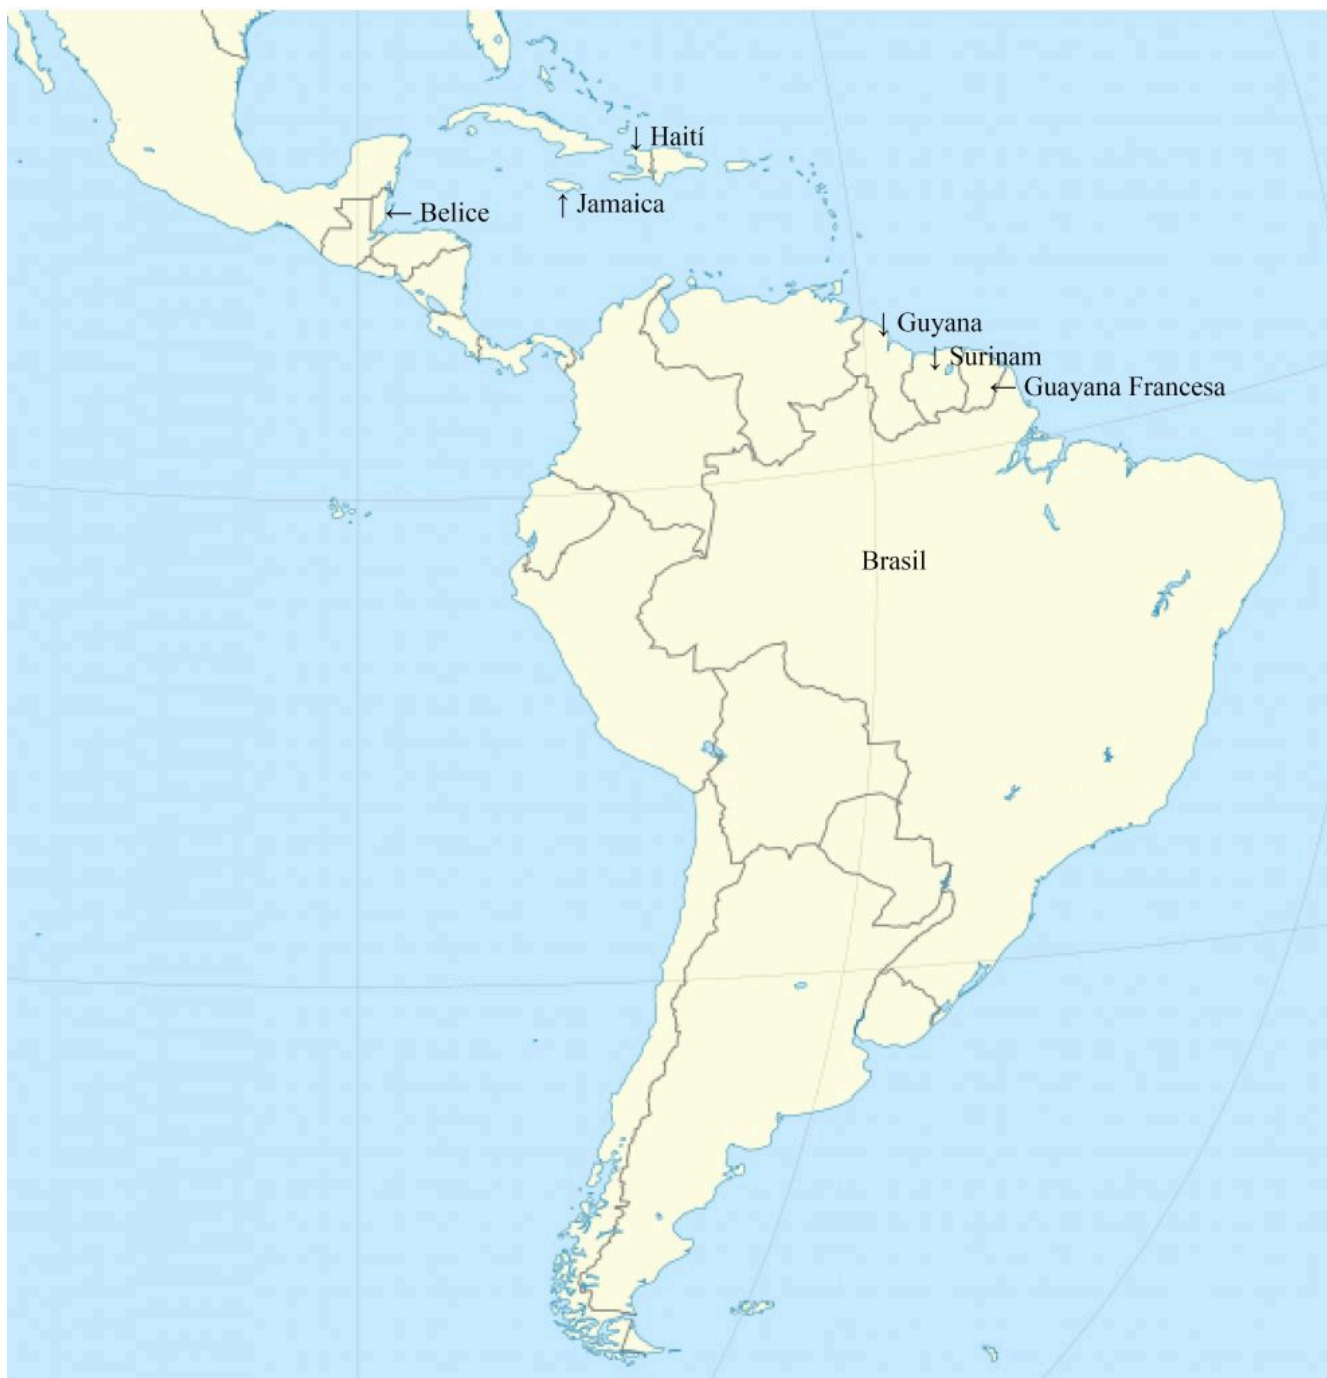 ↓ Haití
↑ Jamaica
← Belice
↓ Guyana
↓ Surinam
← Guayana Francesa
Brasil